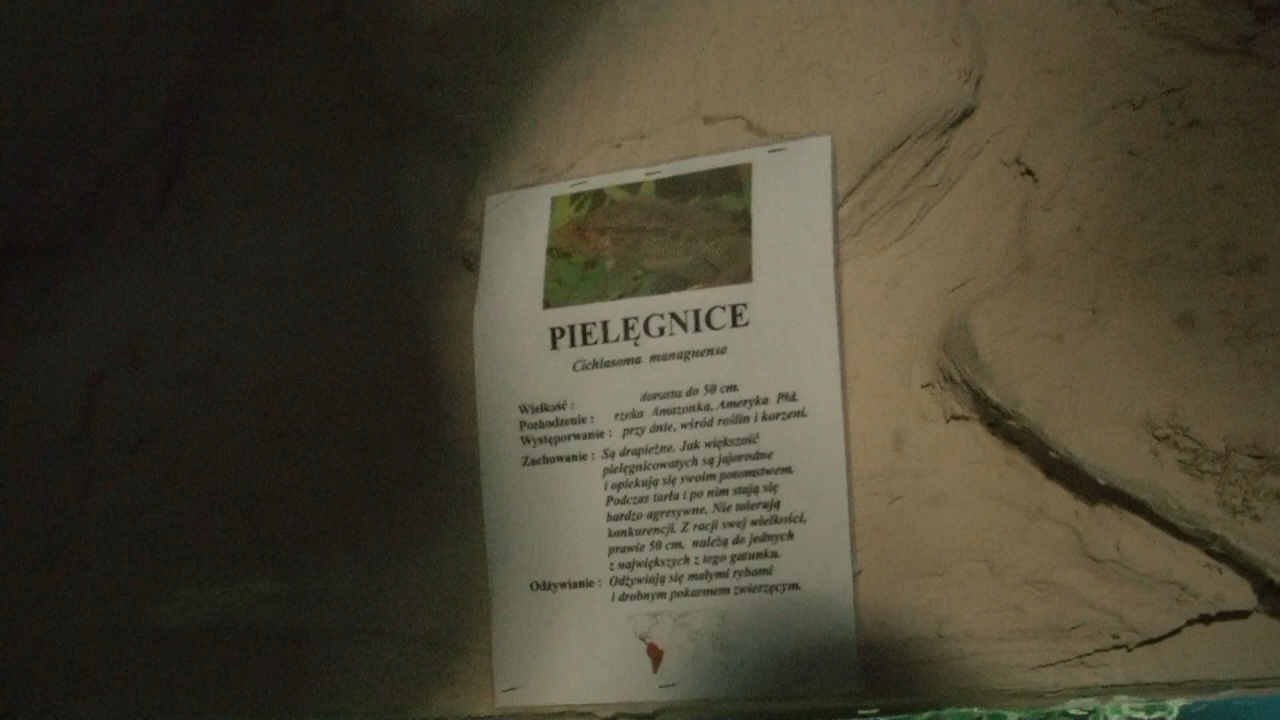 PIELĘGNICE
Cichlasoma managuense
Wielkość : dorasta do 50 cm.
Pochodzenie : rzeka Amazonka, Ameryka Płd.
Występorwanie : przy dnie, wśród roślin i korzeni.
Zachowanie : Są drapieżne. Jak większość
pielęgnicowatych są jajorodne
i opiekują się swoim potomstwem.
Podczas tarła i po nim stają się
bardzo agresywne. Nie tolerują
konkurencji. Z racji swej wielkości,
prawie 50 cm, należą do jednych
z największych z tego gatunku.
Odżywianie : Odżywiają się małymi rybami
i drobnym pokarmem zwierzęcym.